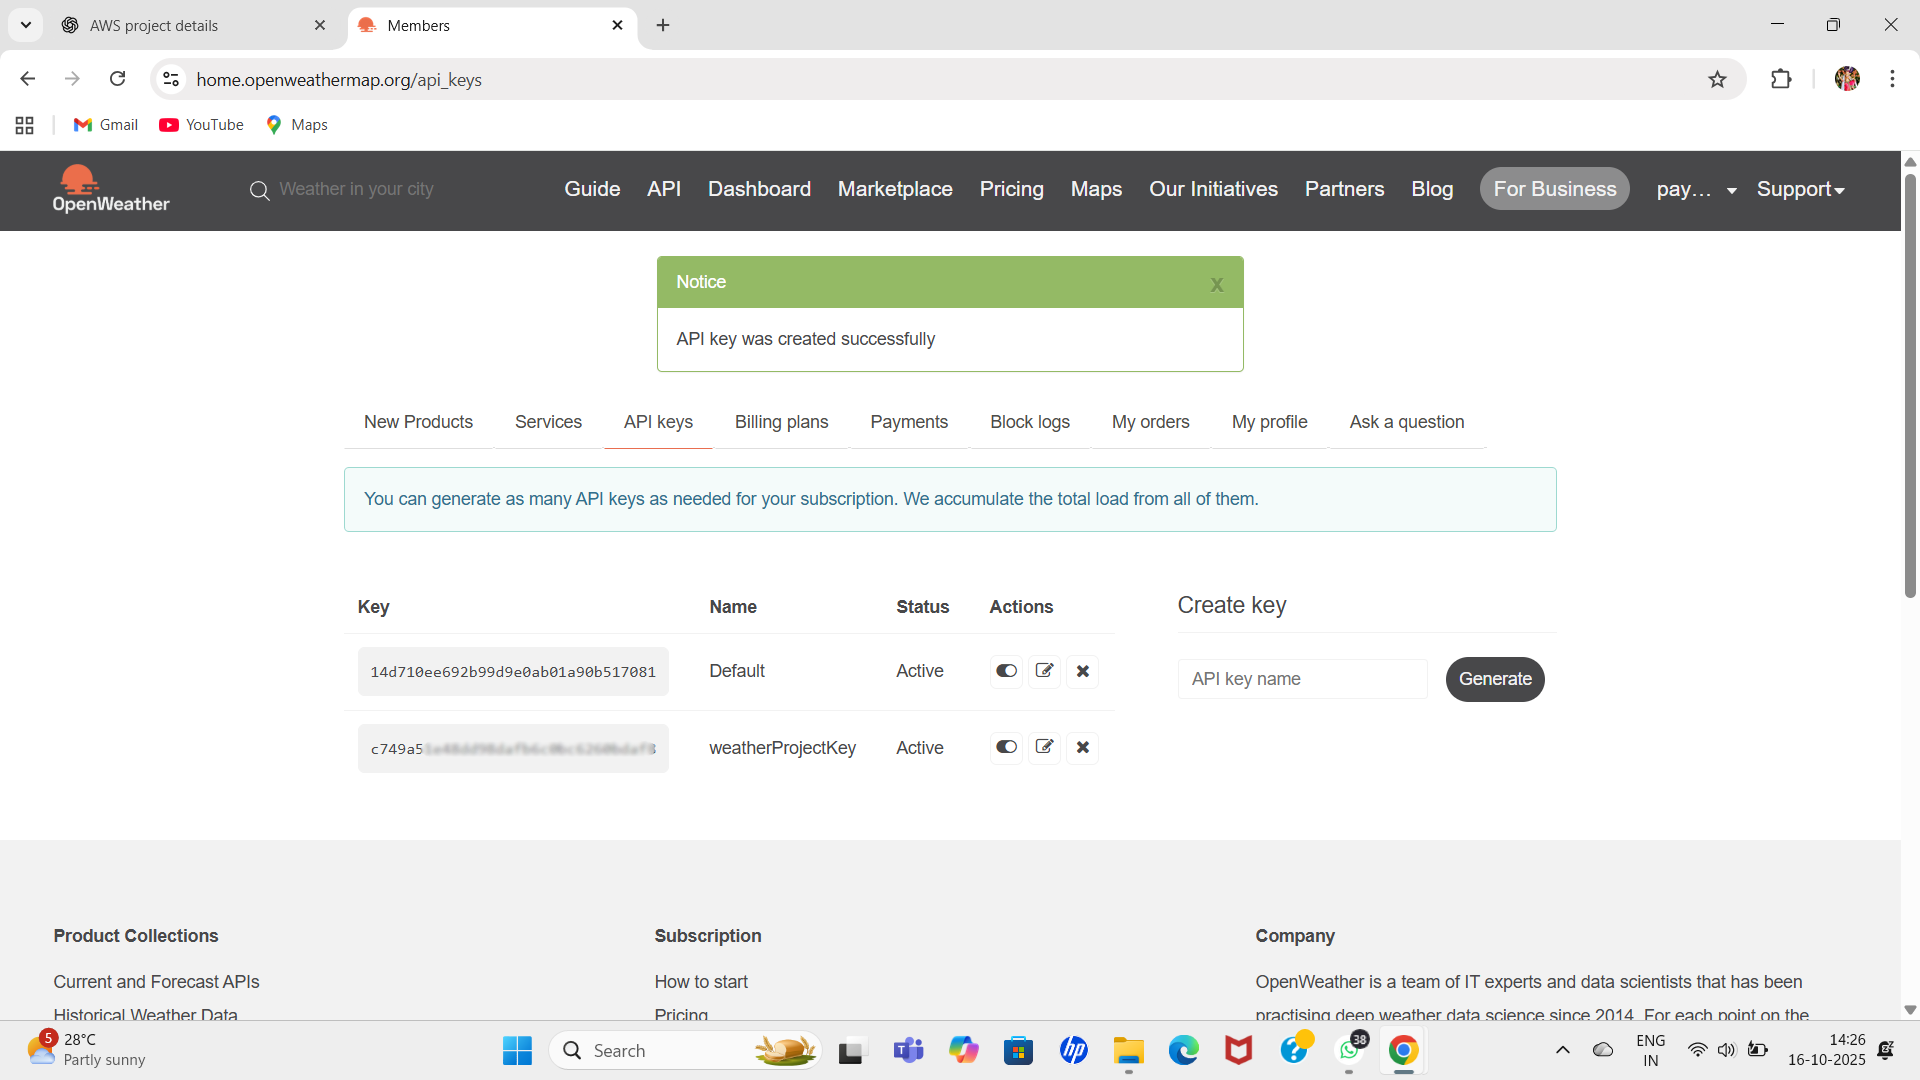 AWS project details
Members
home.openweathermap.org/api_keys
Gmail YouTube Maps
OpenWeather
Weather in your city
Guide API Dashboard Marketplace Pricing Maps Our Initiatives Partners Blog For Business pay... Support
Notice x
API key was created successfully
New Products Services API keys Billing plans Payments Block logs My orders My profile Ask a question
You can generate as many API keys as needed for your subscription. We accumulate the total load from all of them.
Key Name Status Actions
Create key
14d710ee692b99d9e0ab01a90b517081 Default Active
API key name Generate
c749a5 weatherProjectKey Active
Product Collections Subscription Company
Current and Forecast APIs How to start OpenWeather is a team of IT experts and data scientists that has been
Historical Weather Data Pricing practising deep weather data science since 2014. For each point on the
5
28°C
Partly sunny
Search
38
ENG
IN
14:26
16-10-2025